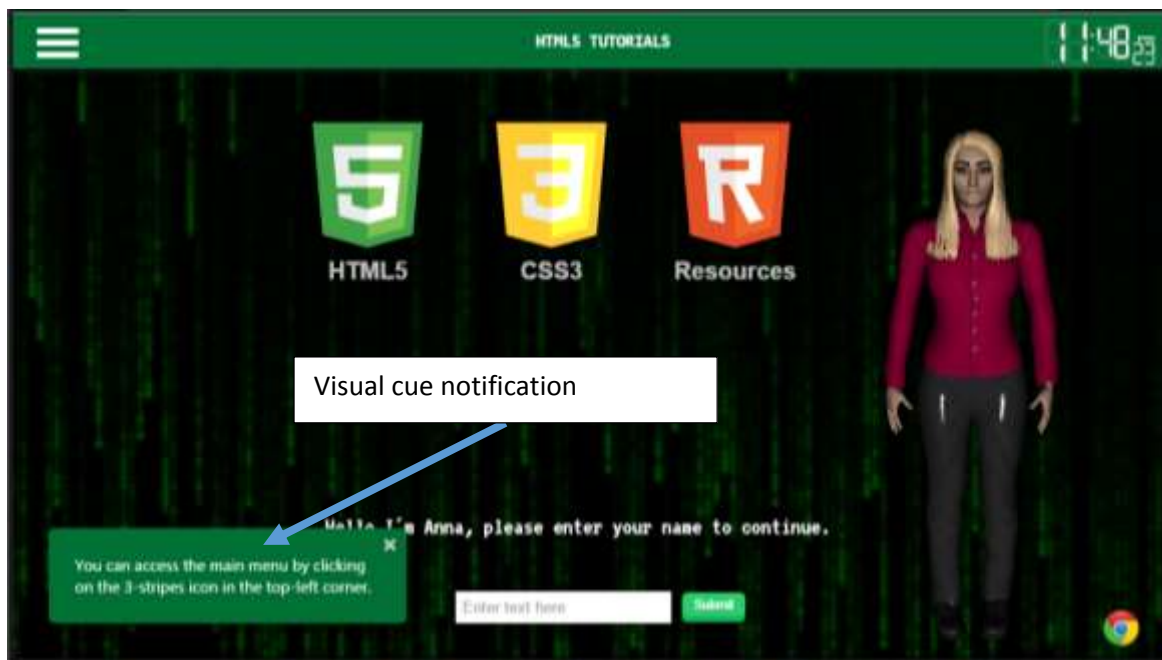 HTML5 TUTORIALS
11:48 23
5
3
R
HTML5
CSS3
Resources
Visual cue notification
Hello I'm Anna, please enter your name to continue.
×
You can access the main menu by clicking
on the 3-stripes icon in the top-left corner.
Enter text here
Submit